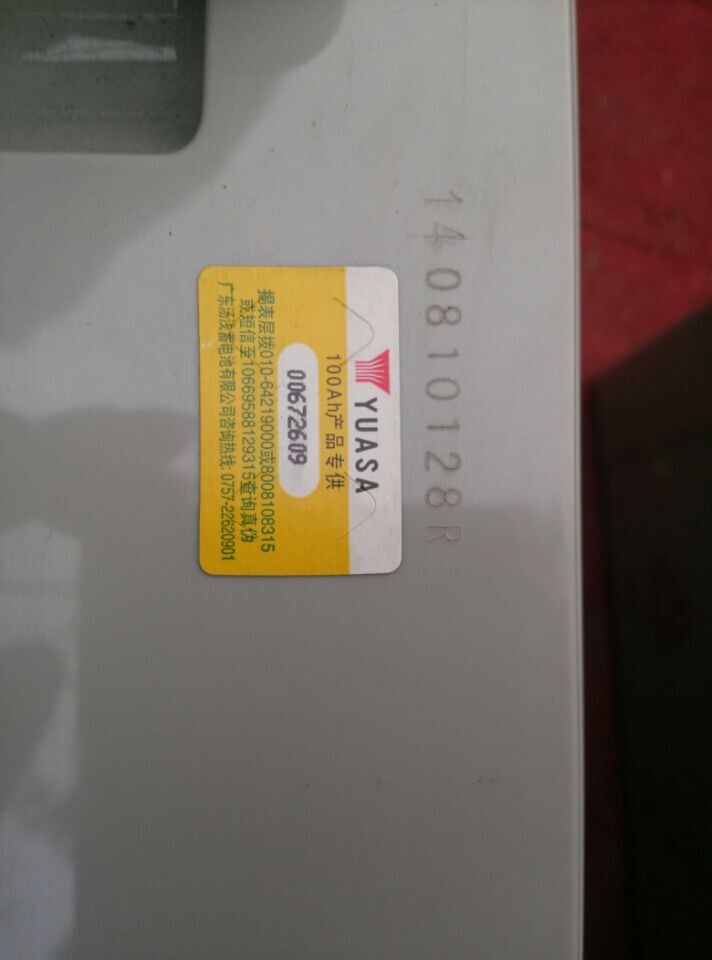 140810128R
YUASA
100Ah产品专供
00672609
揭表层拨010-64219000或8008108315
或短信至1066958812931​5查询真伪
广东汤浅蓄电池有限公司咨询热线: 0757-22620901